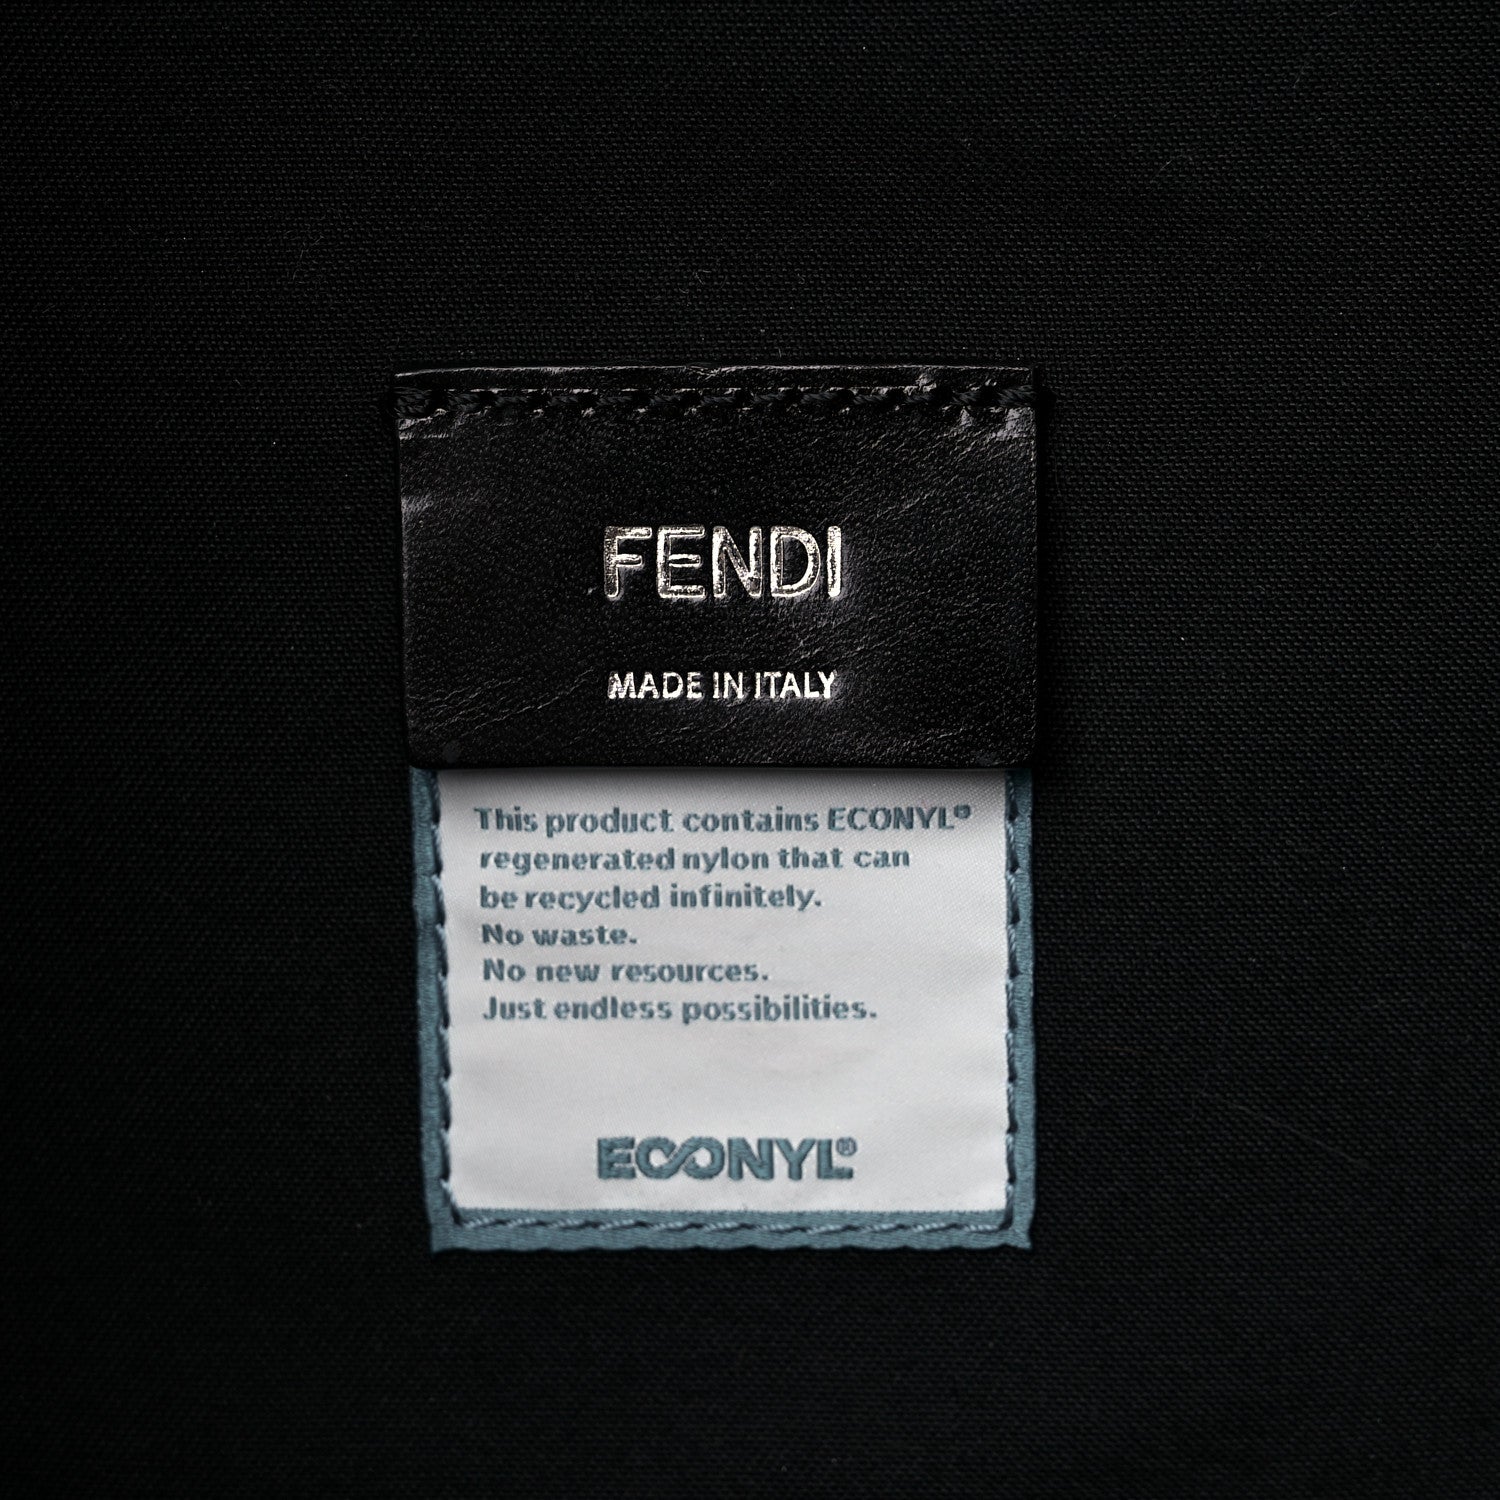 FENDI
MADE IN ITALY
This product contains ECONYL®
regenerated nylon that can
be recycled infinitely.
No waste.
No new resources.
Just endless possibilities.
ECONYL®